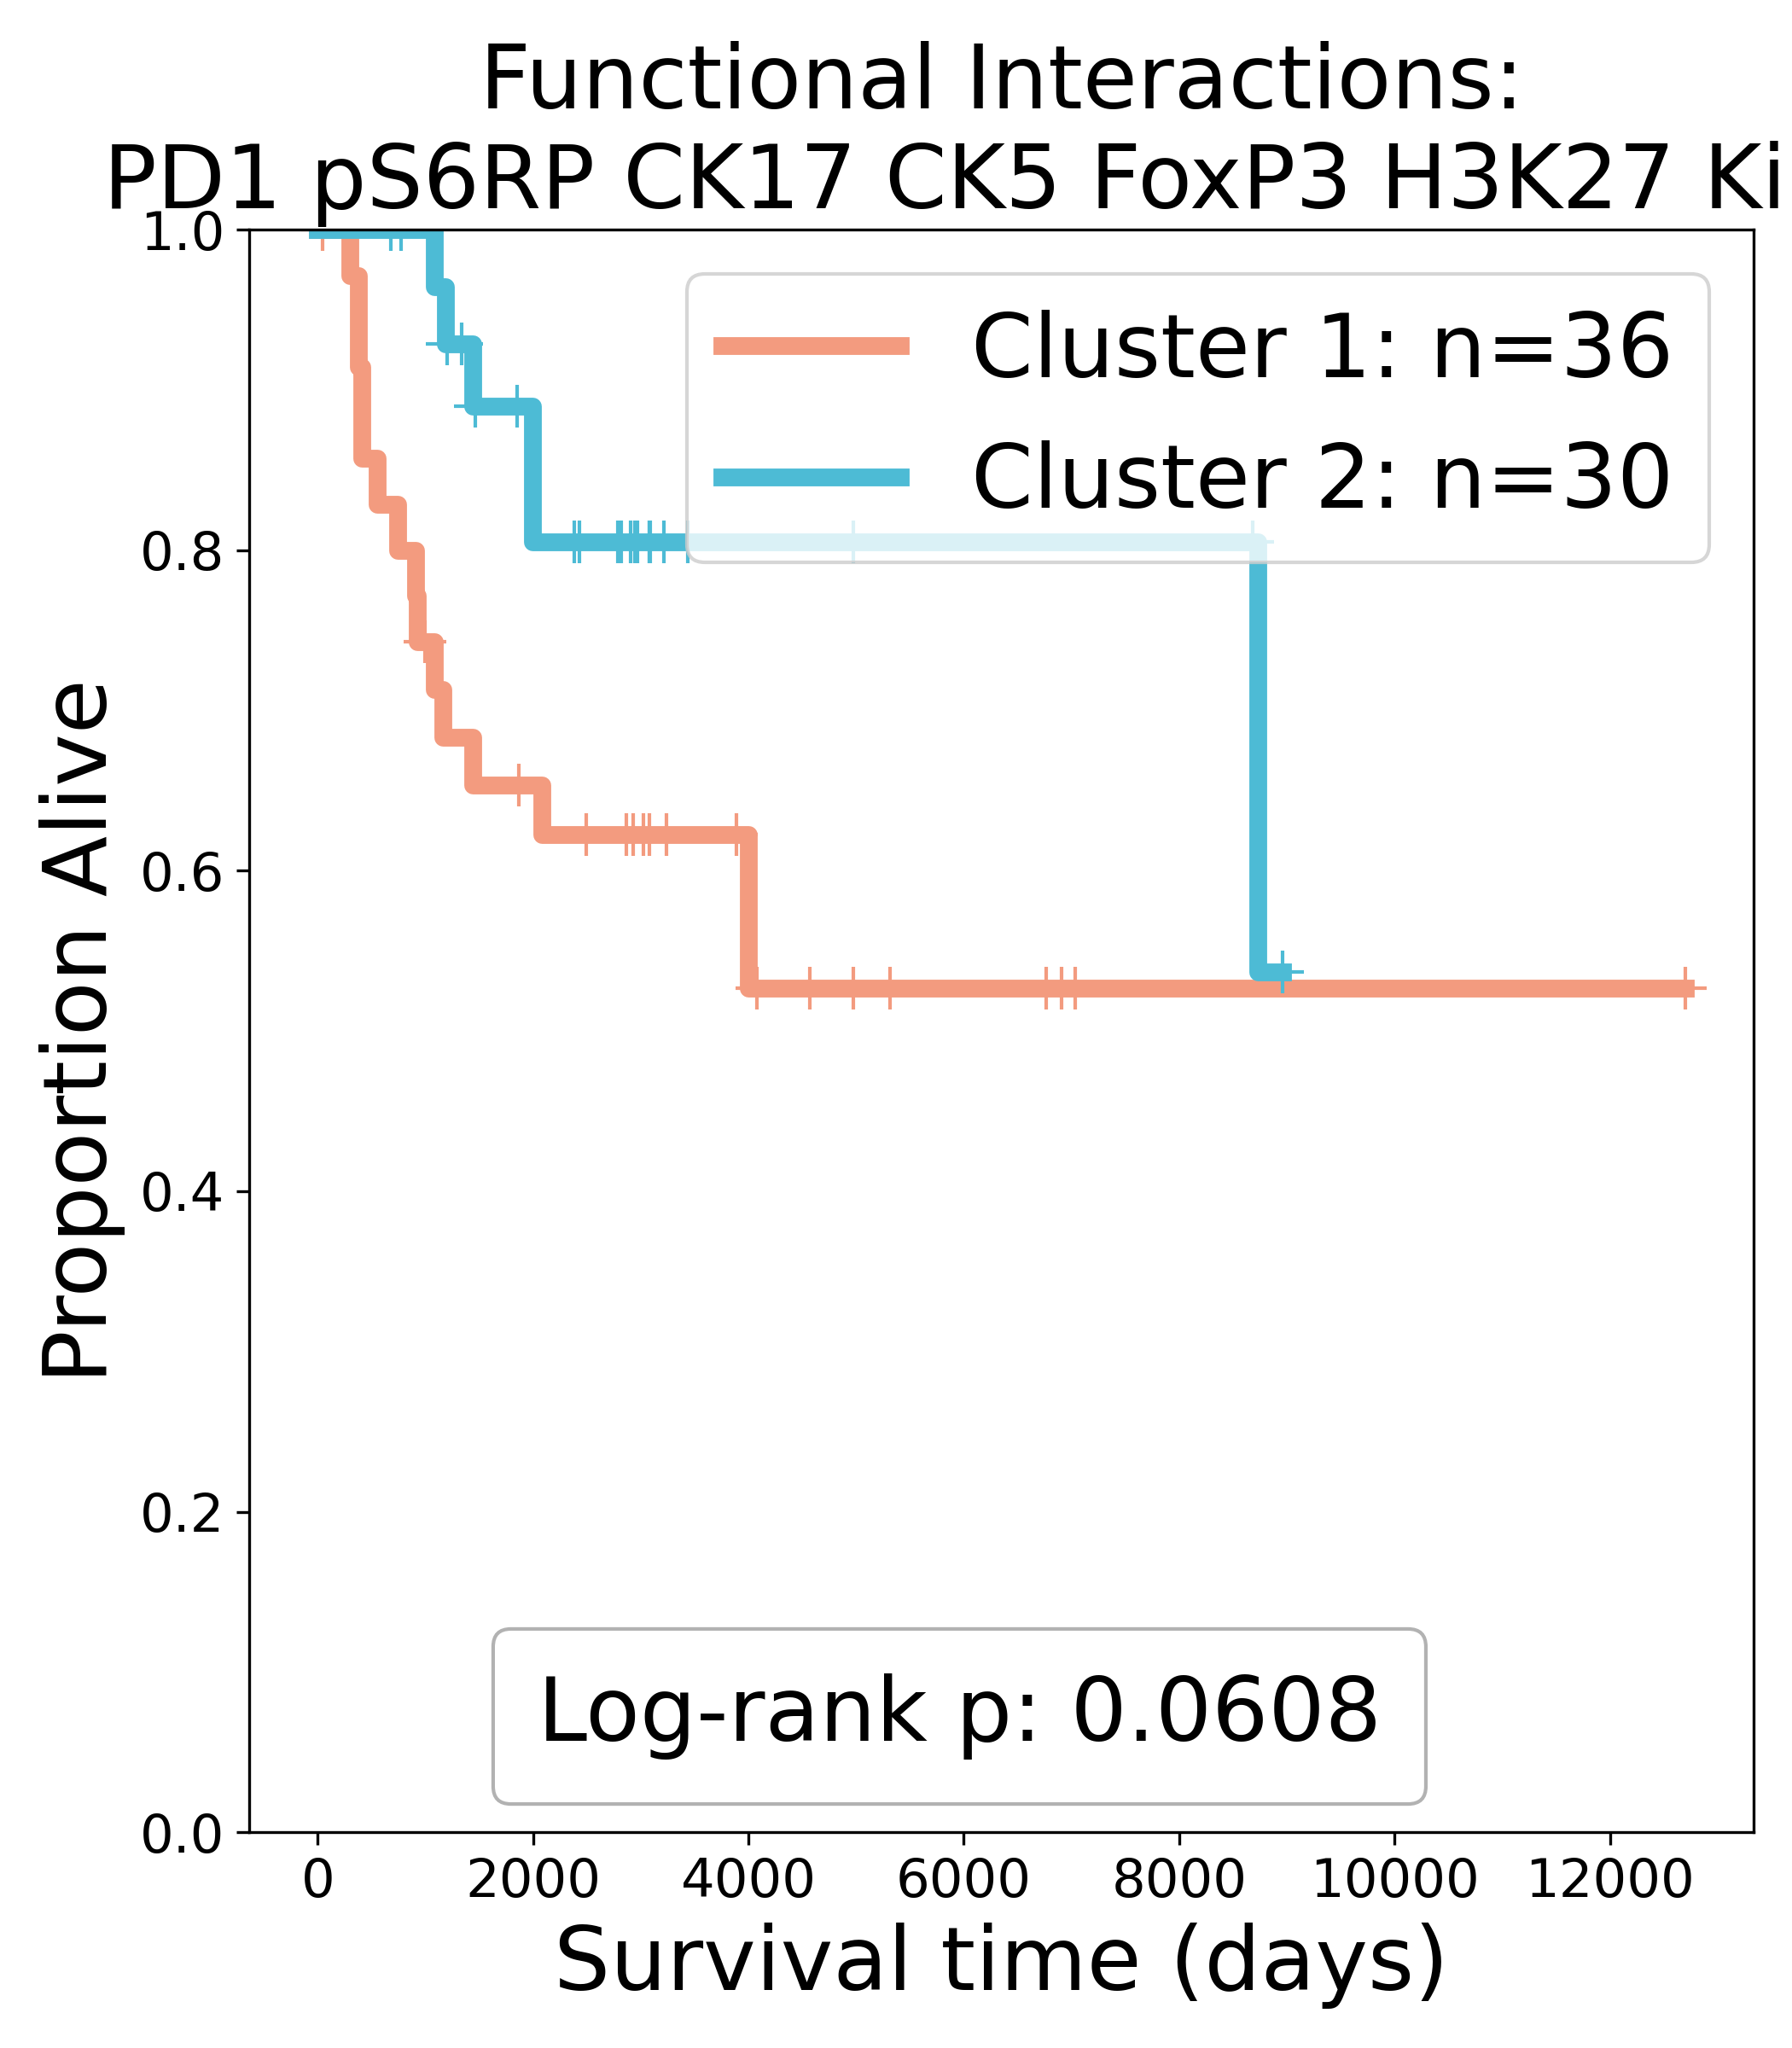 Functional Interactions:
PD1 pS6RP CK17 CK5 FoxP3 H3K27 Ki
1.0
0.8
0.6
0.4
0.2
0.0
Proportion Alive
Cluster 1: n=36
Cluster 2: n=30
Log-rank p: 0.0608
0 2000 4000 6000 8000 10000 12000
Survival time (days)